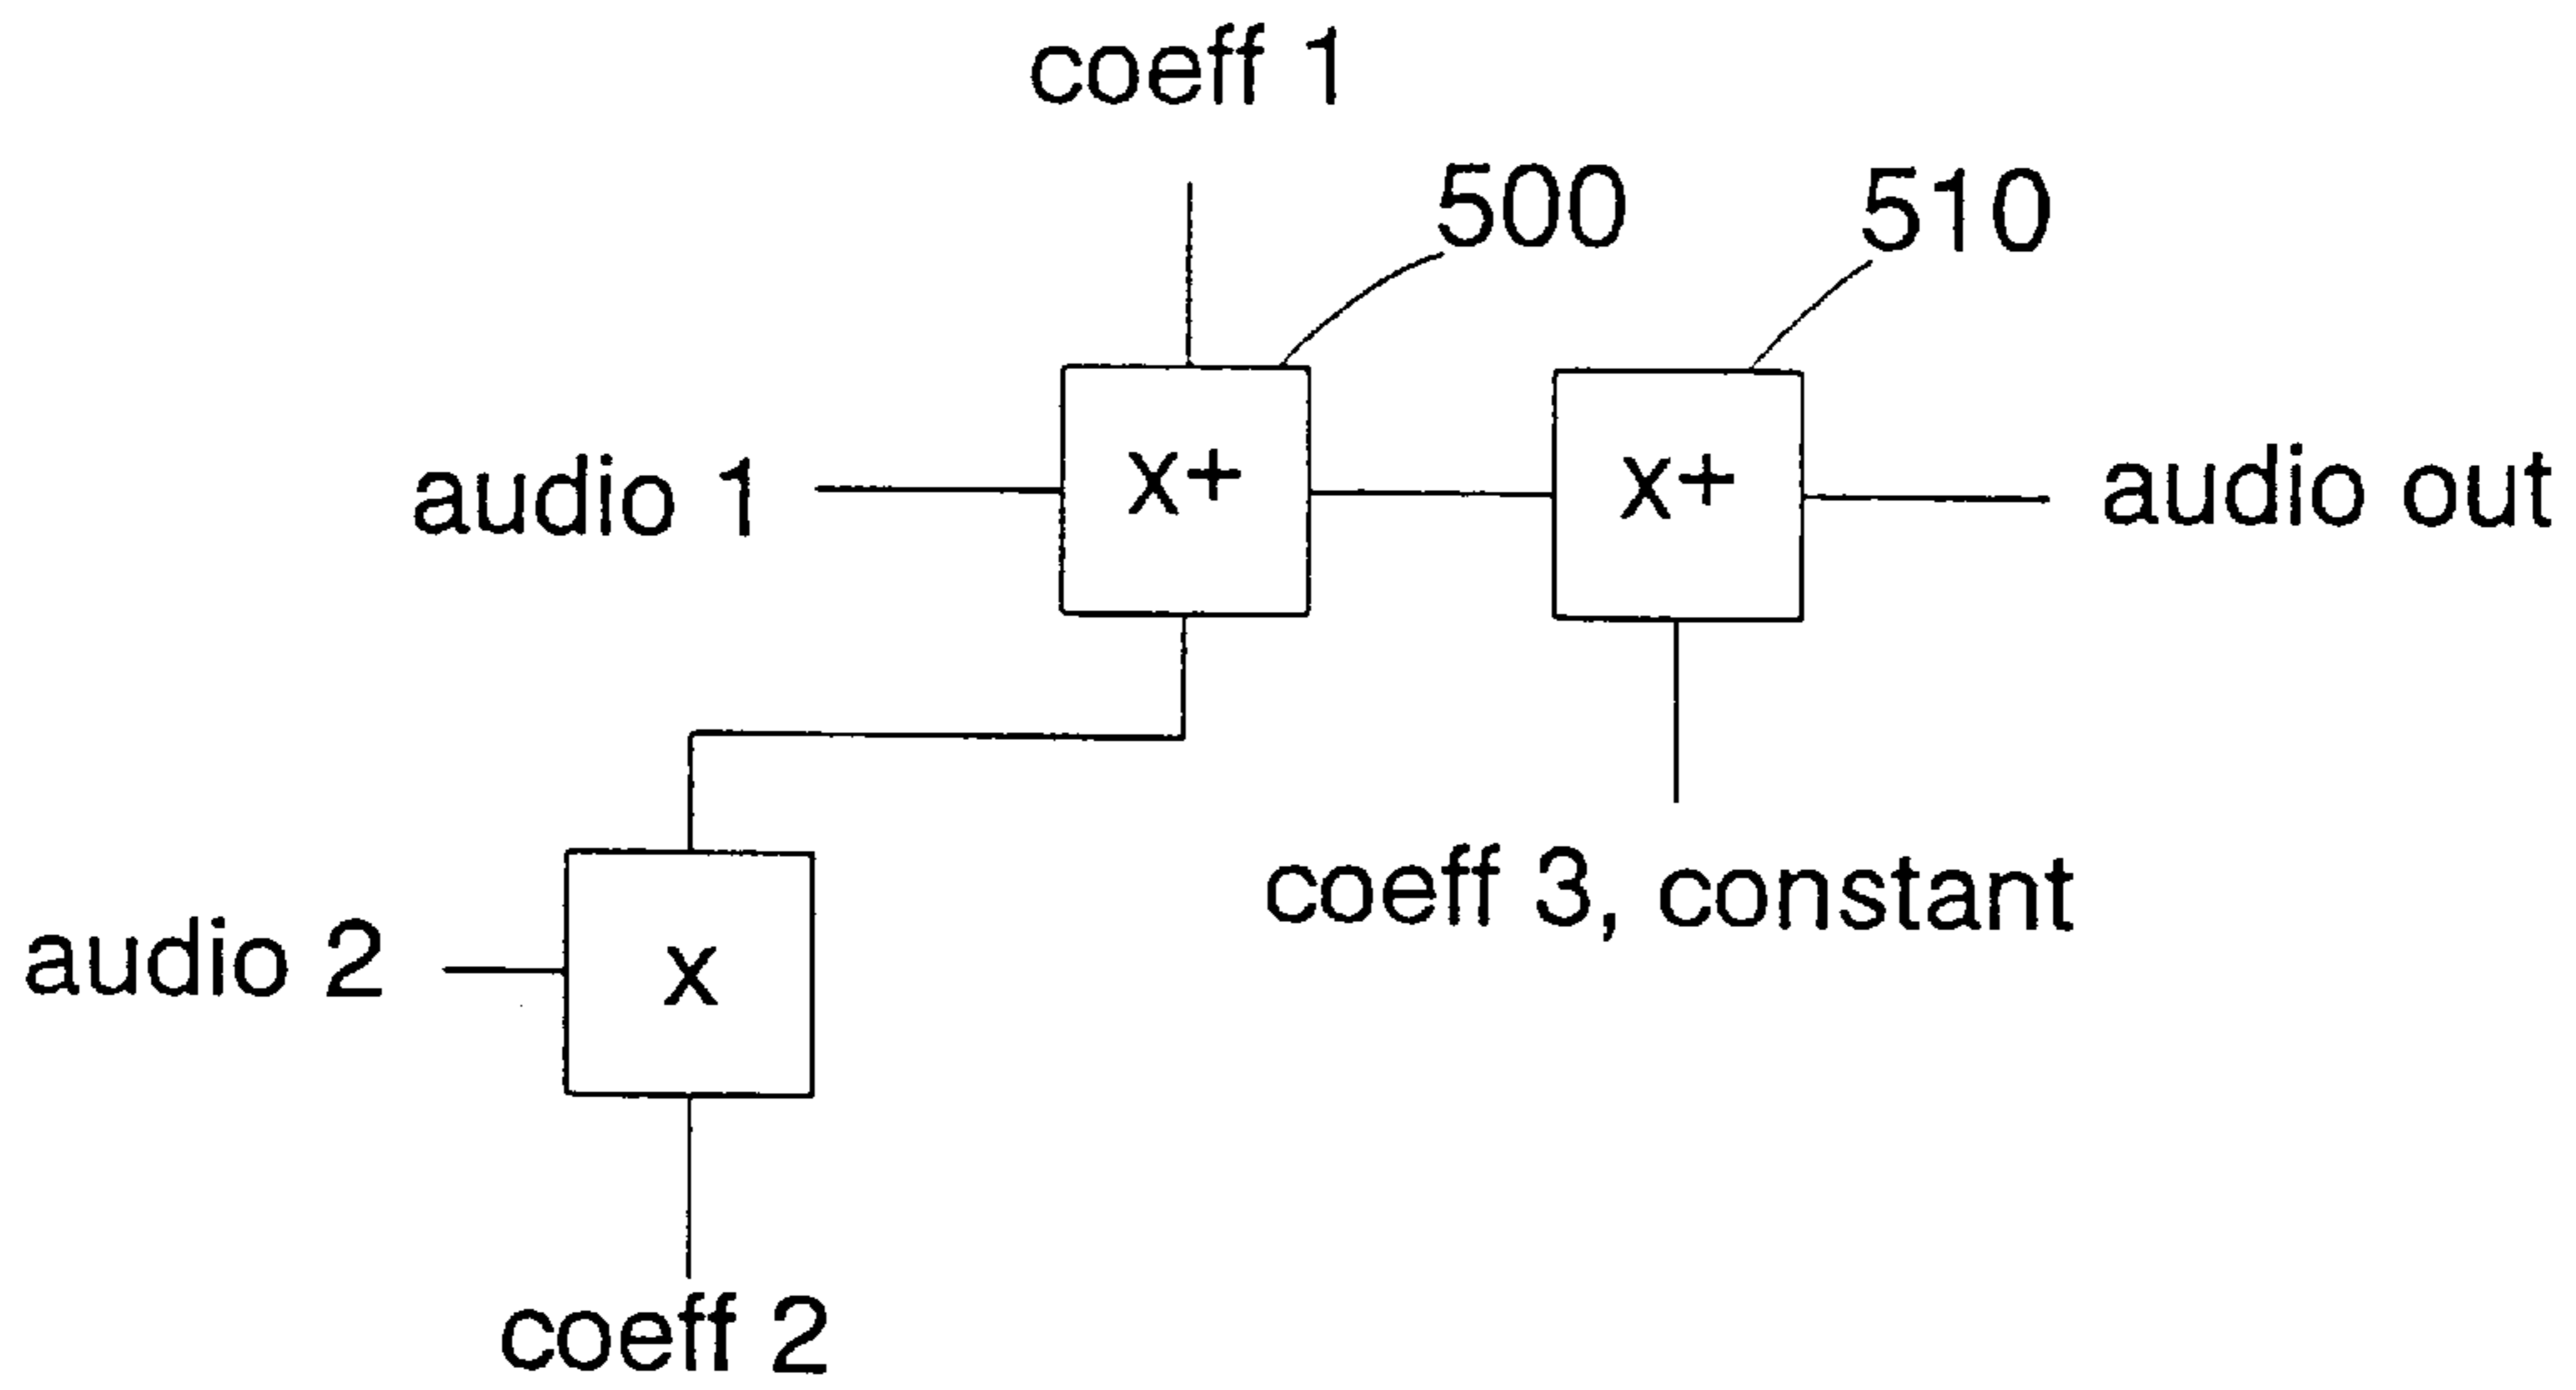 coeff 1
500
510
audio 1
x+
x+
audio out
coeff 3, constant
audio 2
x
coeff 2